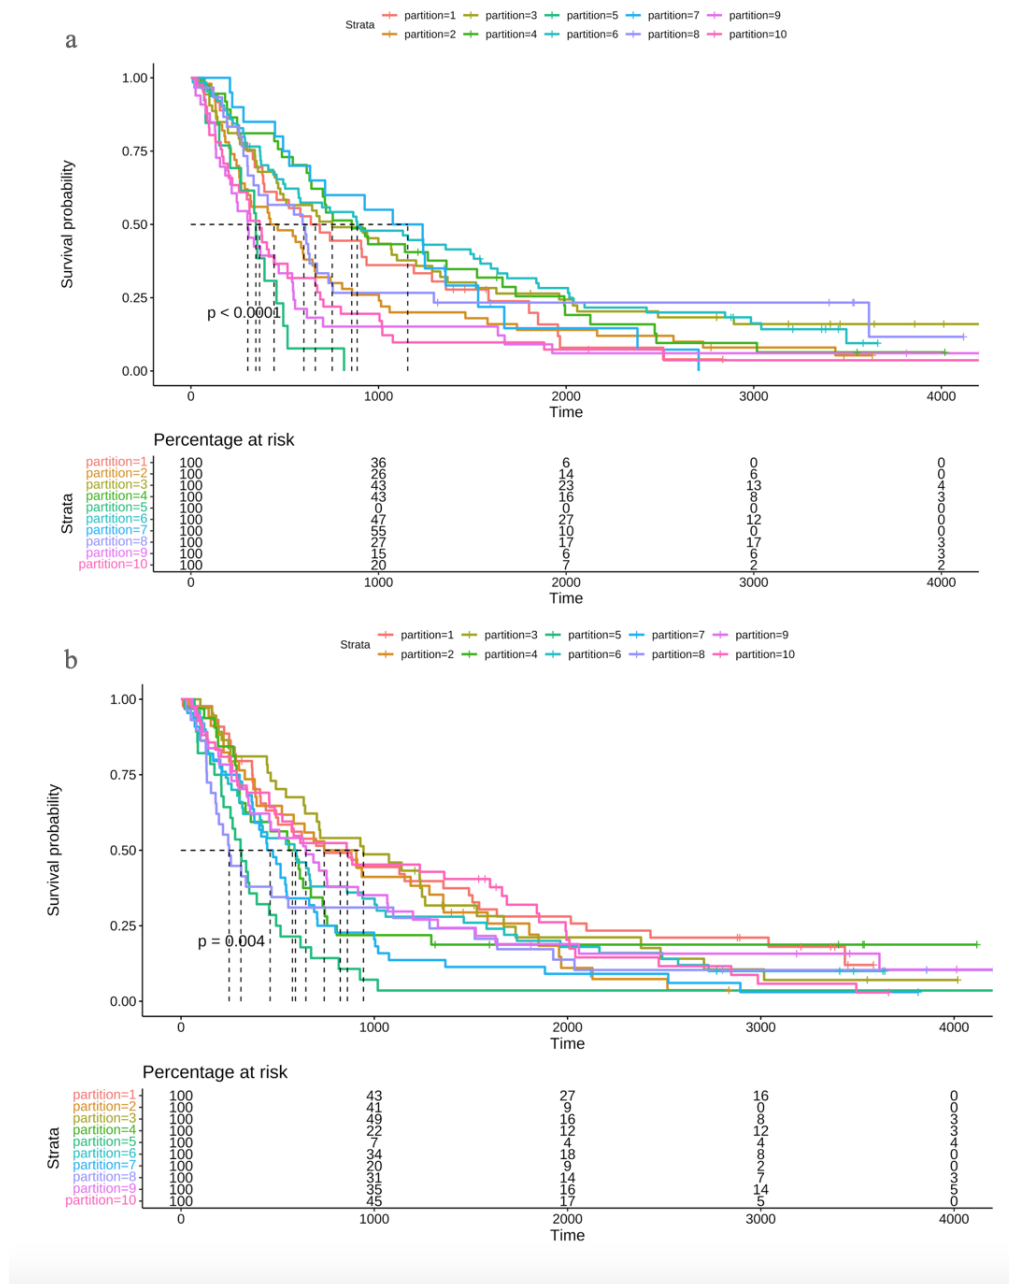 a
Strata
partition=1 partition=3 partition=5 partition=7 partition=9
partition=2 partition=4 partition=6 partition=8 partition=10
Survival probability
1.00
0.75
0.50
0.25
0.00
p < 0.0001
0 1000 2000 3000 4000
Time
Percentage at risk
Strata
partition=1 100 36 6 0 0
partition=2 100 26 14 6 0
partition=3 100 43 23 13 4
partition=4 100 43 16 8 3
partition=5 100 0 0 0 0
partition=6 100 47 27 12 0
partition=7 100 55 10 0 0
partition=8 100 27 17 17 3
partition=9 100 15 6 6 3
partition=10 100 20 7 2 2
0 1000 2000 3000 4000
Time
b
Strata
partition=1 partition=3 partition=5 partition=7 partition=9
partition=2 partition=4 partition=6 partition=8 partition=10
Survival probability
1.00
0.75
0.50
0.25
0.00
p = 0.004
0 1000 2000 3000 4000
Time
Percentage at risk
Strata
partition=1 100 43 27 16 0
partition=2 100 41 9 0 0
partition=3 100 49 16 8 3
partition=4 100 22 12 12 3
partition=5 100 7 4 4 4
partition=6 100 34 18 8 0
partition=7 100 20 9 2 0
partition=8 100 31 14 7 3
partition=9 100 35 16 14 5
partition=10 100 45 17 5 0
0 1000 2000 3000 4000
Time